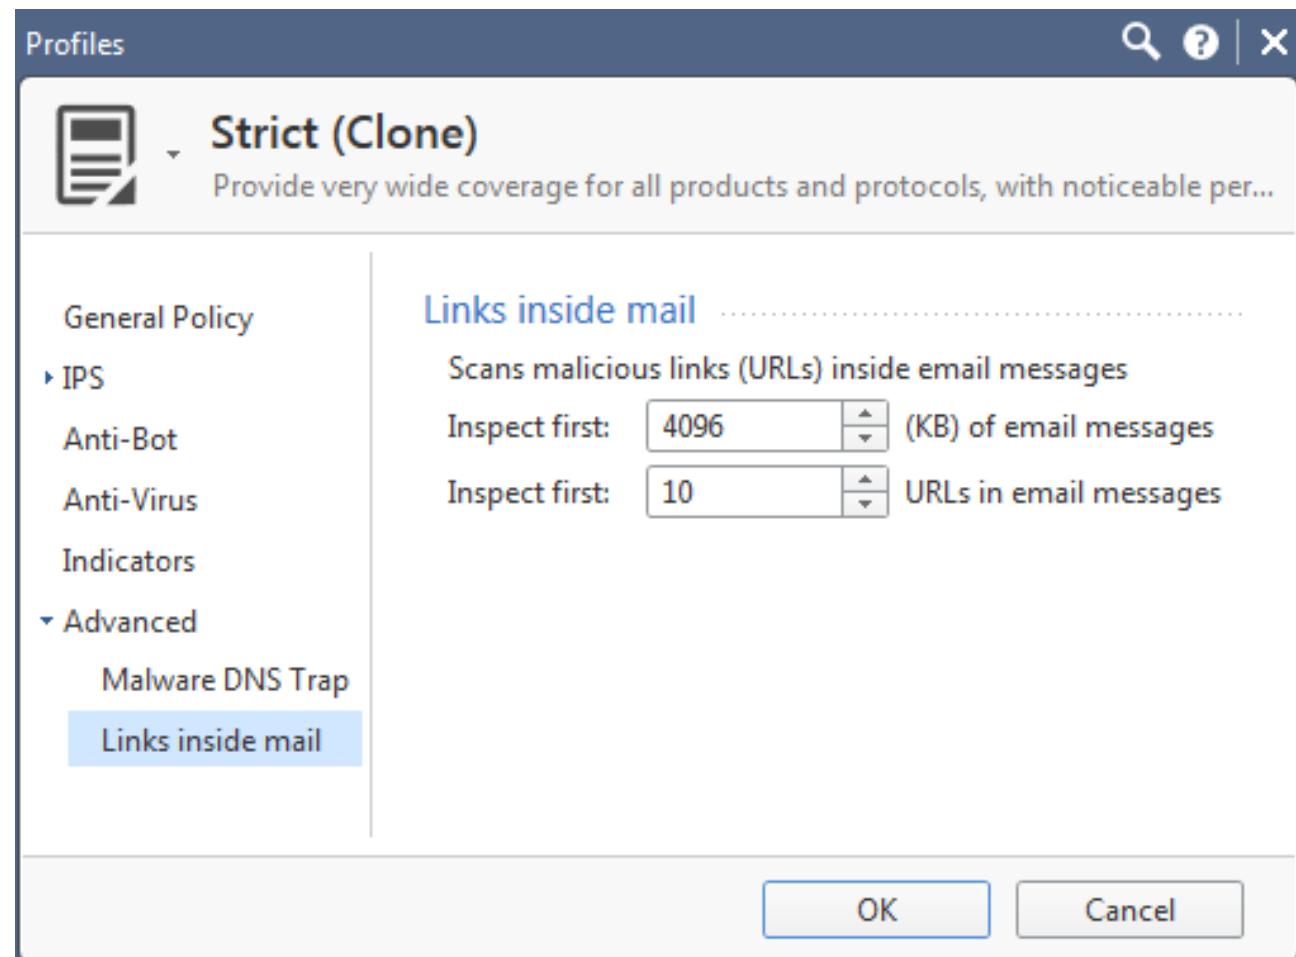 Profiles
Strict (Clone)
Provide very wide coverage for all products and protocols, with noticeable per...
General Policy
IPS
Anti-Bot
Anti-Virus
Indicators
Advanced
Malware DNS Trap
Links inside mail
Links inside mail
Scans malicious links (URLs) inside email messages
Inspect first: 4096 (KB) of email messages
Inspect first: 10 URLs in email messages
OK Cancel